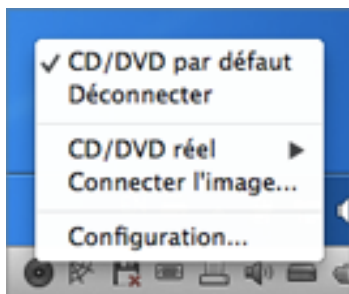 CD/DVD par défaut
Déconnecter
CD/DVD réel
Connecter l'image...
Configuration...